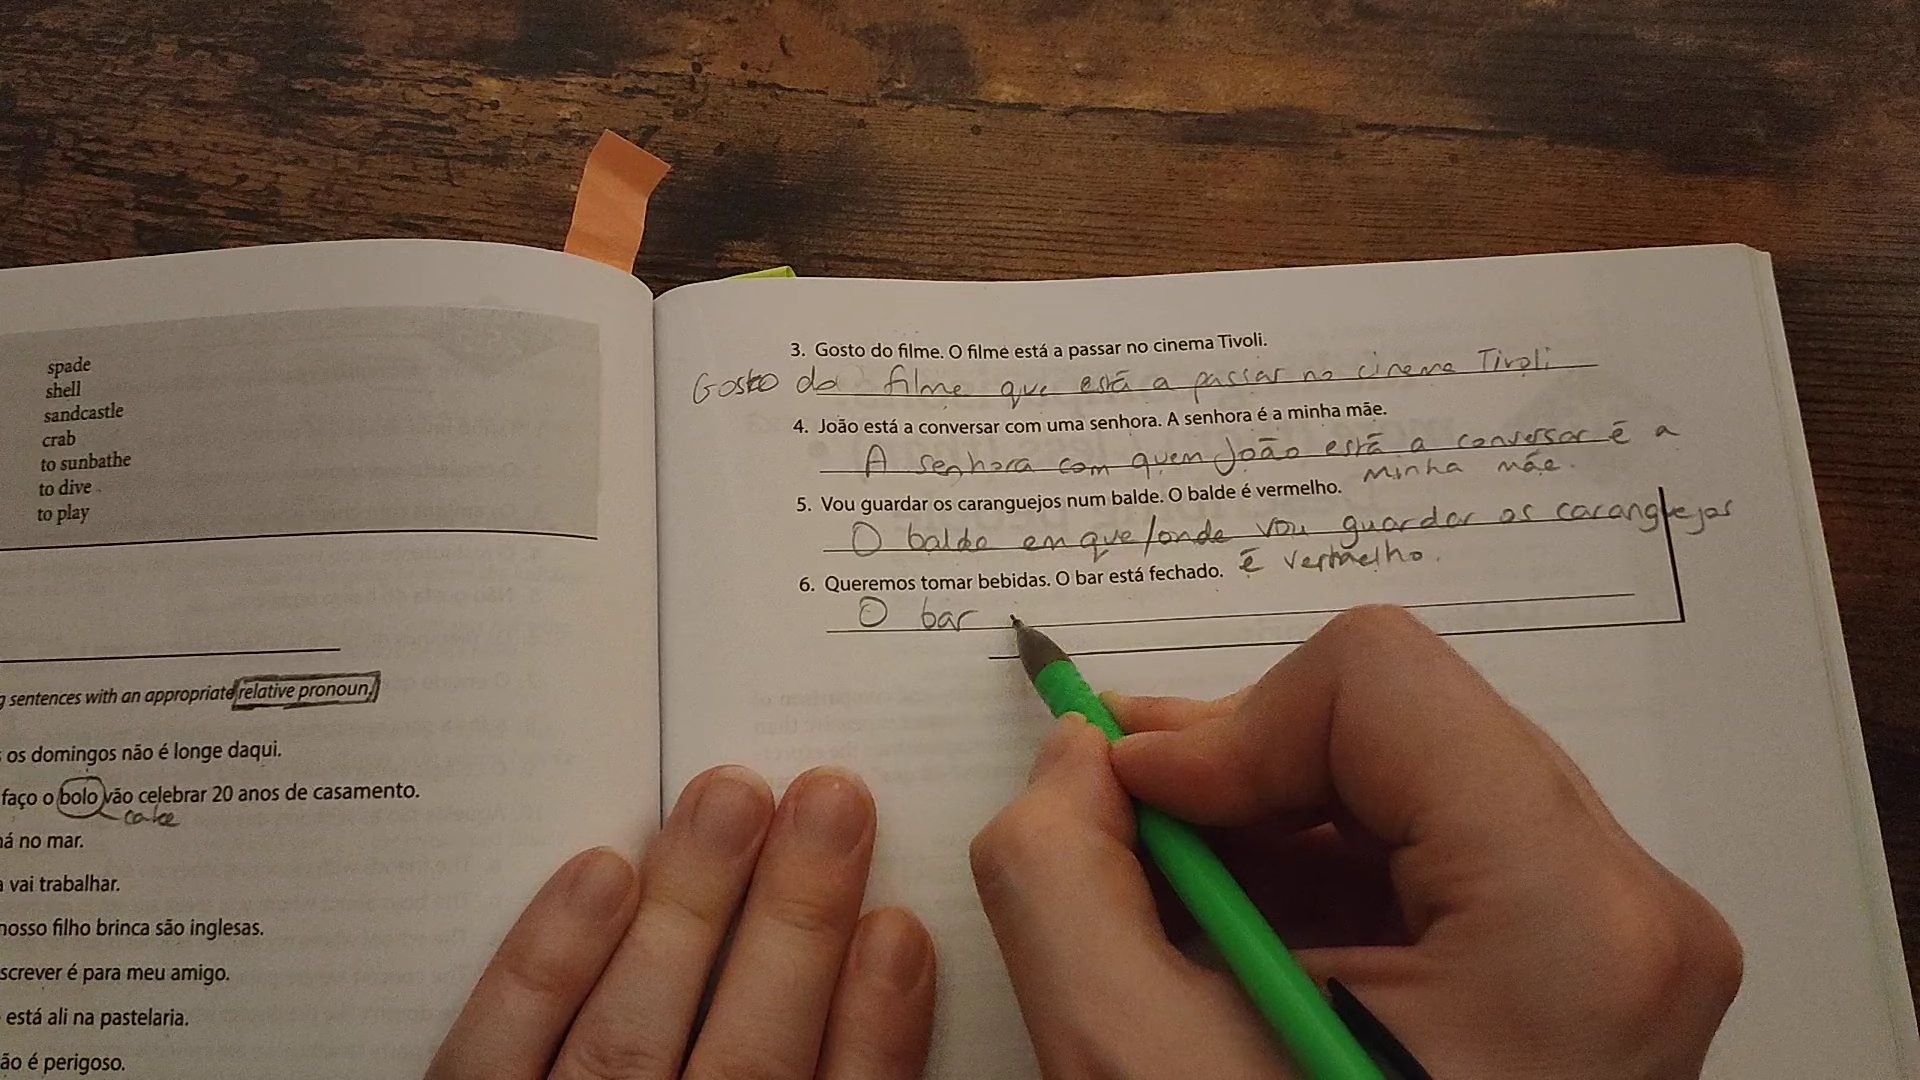 spade
shell
sandcastle
crab
to sunbathe
to dive
to play
sentences with an appropriate relative pronoun.
os domingos não é longe daqui.
faço o bolo vão celebrar 20 anos de casamento.
cake
há no mar.
a vai trabalhar.
nosso filho brinca são inglesas.
screver é para meu amigo.
está ali na pastelaria.
ão é perigoso.
3. Gosto do filme. O filme está a passar no cinema Tivoli.
Gosto do filme que está a passar no cinema Tivoli
4. João está a conversar com uma senhora. A senhora é a minha mãe.
A senhora com quem João está a conversar é a
minha mãe.
5. Vou guardar os caranguejos num balde. O balde é vermelho.
O balde em que/onde vou guardar os caranguejos
é vermelho.
6. Queremos tomar bebidas. O bar está fechado.
O bar